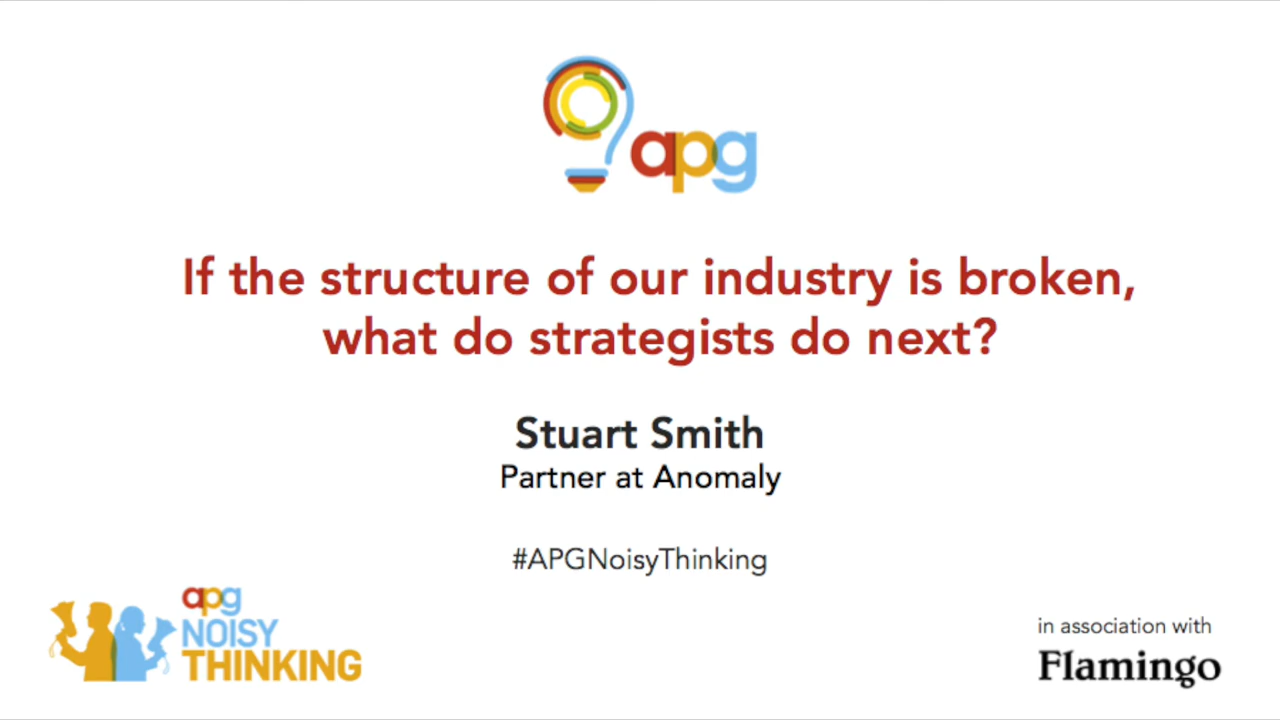 apg
If the structure of our industry is broken,
what do strategists do next?
Stuart Smith
Partner at Anomaly
#APGNoisyThinking
apg
NOISY
THINKING
in association with
Flamingo